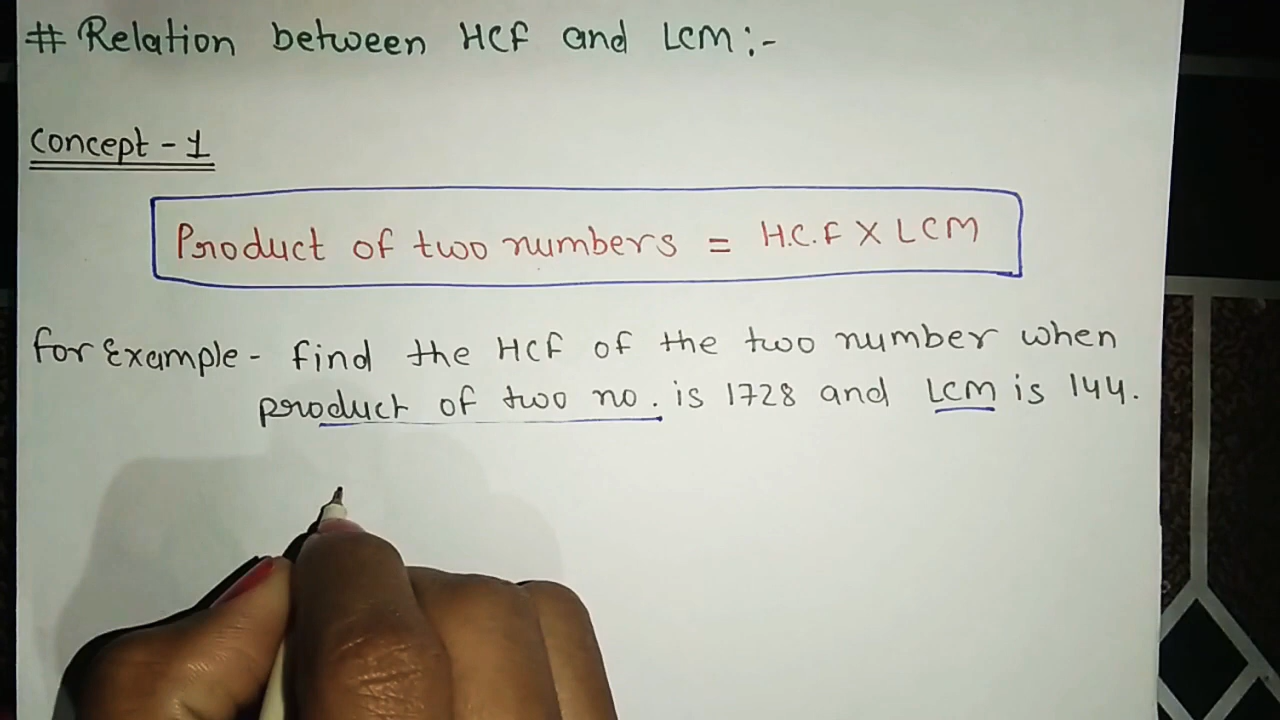 # Relation between HCF and LCM :-
Concept - 1
Product of two numbers = H.C.F X LCM
For Example - find the HCF of the two number when
product of two no. is 1728 and LCM is 144.